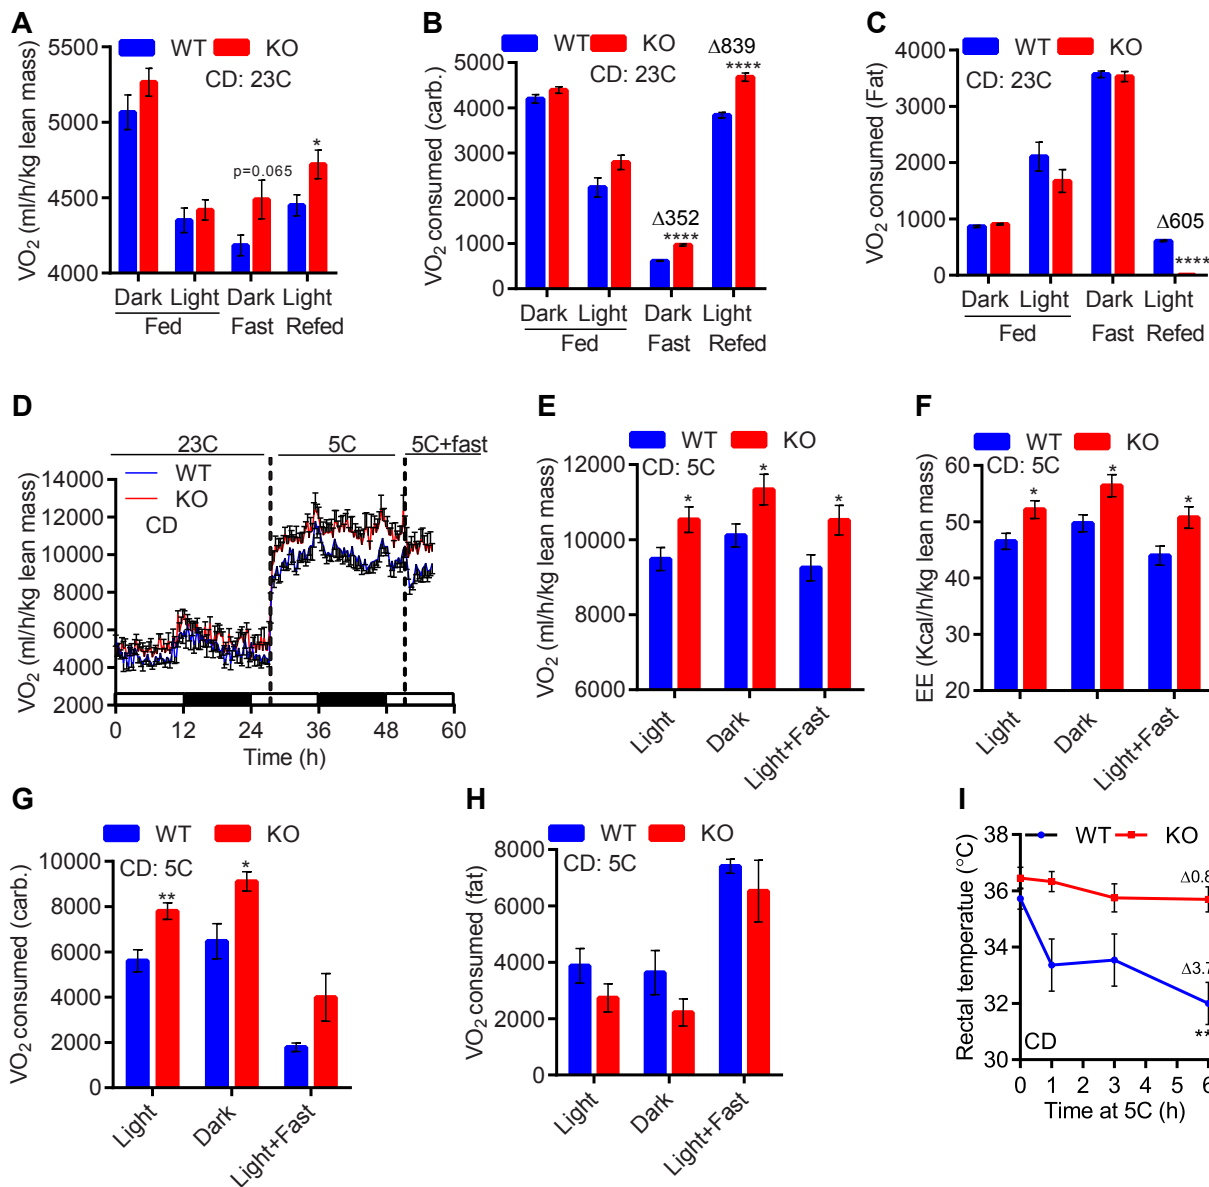 A
WT KO
CD: 23C
VO2 (ml/h/kg lean mass)
5500
5000
4500
4000
p=0.065
*
Dark Light Dark Light
Fed Fast Refed
B
WT KO
CD: 23C
VO2 consumed (carb.)
5000
4000
3000
2000
1000
0
Δ839
****
Δ352
****
Dark Light Dark Light
Fed Fast Refed
C
WT KO
CD: 23C
VO2 consumed (Fat)
4000
3000
2000
1000
0
Δ605
****
Dark Light Dark Light
Fed Fast Refed
D
23C 5C 5C+fast
WT
KO
CD
VO2 (ml/h/kg lean mass)
14000
12000
10000
8000
6000
4000
2000
0 12 24 36 48 60
Time (h)
E
WT KO
CD: 5C
VO2 (ml/h/kg lean mass)
12000
10000
8000
6000
* * *
Light Dark Light+Fast
F
WT KO
CD: 5C
EE (Kcal/h/kg lean mass)
60
50
40
30
20
* * *
Light Dark Light+Fast
G
WT KO
CD: 5C
VO2 consumed (carb.)
10000
8000
6000
4000
2000
0
** *
Light Dark Light+Fast
H
WT KO
CD: 5C
VO2 consumed (fat)
8000
6000
4000
2000
0
Light Dark Light+Fast
I
WT KO
Rectal temperatue (°C)
38
36
34
32
30
Δ0.8
Δ3.7
**
CD
0 1 2 3 4 5 6
Time at 5C (h)